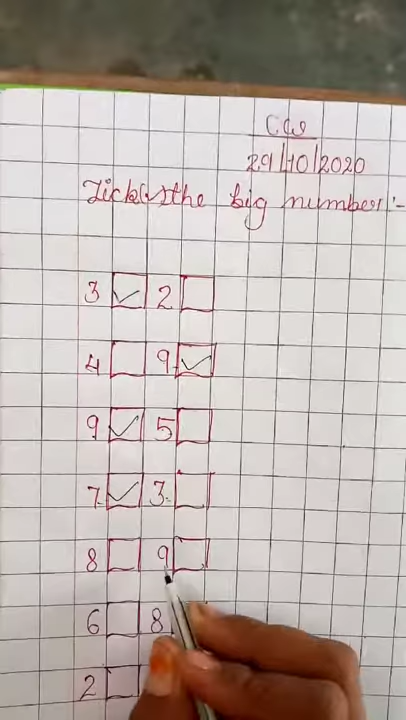 CW
29/10/2020
Tick(✓)the big number:-
3 ✓ 2
4 9 ✓
9 ✓ 5
7 ✓ 3
8 9
6 8
2